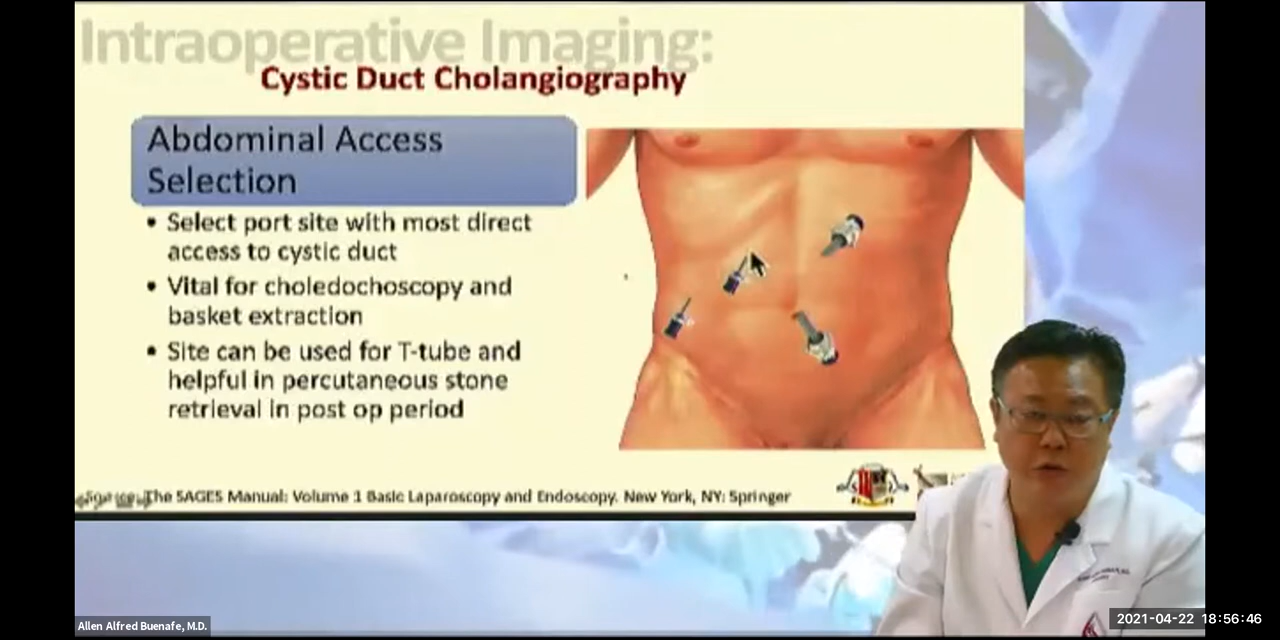 Intraoperative Imaging:
Cystic Duct Cholangiography
Abdominal Access
Selection
• Select port site with most direct
access to cystic duct
• Vital for choledochoscopy and
basket extraction
• Site can be used for T-tube and
helpful in percutaneous stone
retrieval in post op period
The SAGES Manual: Volume 1 Basic Laparoscopy and Endoscopy. New York, NY: Springer
Allen Alfred Buenafe, M.D.
2021-04-22 18:56:46